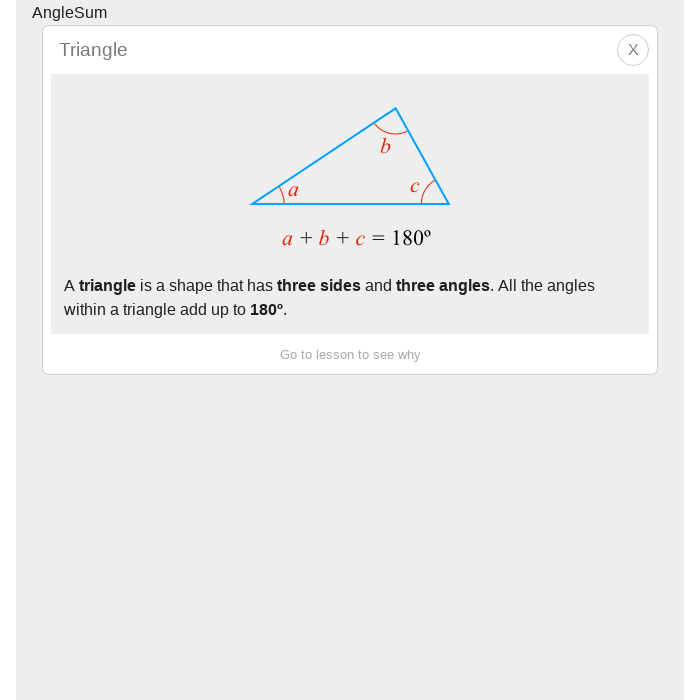 AngleSum
Triangle
X
b
a
c
a + b + c = 180º
A triangle is a shape that has three sides and three angles. All the angles
within a triangle add up to 180º.
Go to lesson to see why